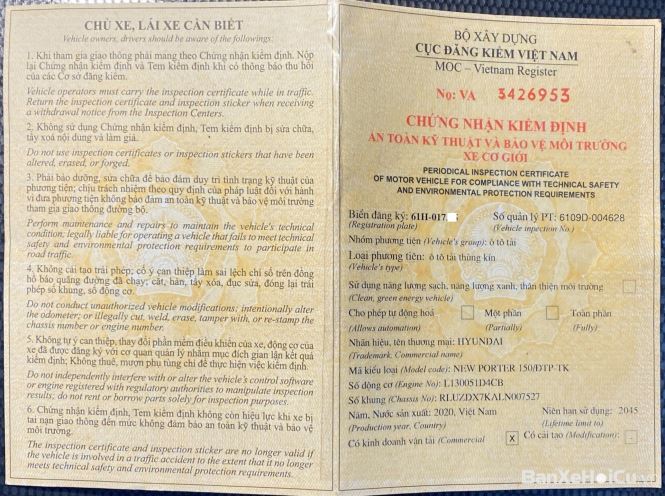 CHỦ XE, LÁI XE CẦN BIẾT
Vehicle owners, drivers should be aware of the followings:
1. Khi tham gia giao thông phải mang theo Chứng nhận kiểm định. Nộp
lại Chứng nhận kiểm định và Tem kiểm định khi có thông báo thu hồi
của các Cơ sở đăng kiểm.
Vehicle operators must carry the inspection certificate while in traffic.
Return the inspection certificate and inspection sticker when receiving
a withdrawal notice from the Inspection Centers.
2. Không sử dụng Chứng nhận kiểm định, Tem kiểm định bị sửa chữa,
tẩy xoá nội dung và làm giả.
Do not use inspection certificates or inspection stickers that have been
altered, erased, or forged.
3. Phải bảo dưỡng, sửa chữa để bảo đảm duy trì tình trạng kỹ thuật của
phương tiện; chịu trách nhiệm theo quy định của pháp luật đối với hành
vi đưa phương tiện không bảo đảm an toàn kỹ thuật và bảo vệ môi trường
tham gia giao thông đường bộ.
Perform maintenance and repairs to maintain the vehicle's technical
condition; legally liable for operating a vehicle that fails to meet technical
safety and environmental protection requirements to participate in
road traffic.
4. Không cải tạo trái phép; cố ý can thiệp làm sai lệch chỉ số trên đồng
hồ báo quãng đường đã chạy; cắt, hàn, tẩy xóa, đục sửa, đóng lại trái
phép số khung, số động cơ.
Do not conduct unauthorized vehicle modifications; intentionally alter
the odometer; or illegally cut, weld, erase, tamper with, or re-stamp the
chassis number or engine number.
5. Không tự ý can thiệp, thay đổi phần mềm điều khiển của xe, động cơ của
xe đã được đăng ký với cơ quan quản lý nhằm mục đích gian lận kết quả
kiểm định; Không thuê, mượn phụ tùng chỉ để thực hiện việc kiểm định.
Do not independently interfere with or alter the vehicle's control software
or engine registered with regulatory authorities to manipulate inspection
results; do not rent or borrow parts solely for inspection purposes.
6. Chứng nhận kiểm định, Tem kiểm định không còn hiệu lực khi xe bị
tai nạn giao thông đến mức không đảm bảo an toàn kỹ thuật và bảo vệ
môi trường.
The inspection certificate and inspection sticker are no longer valid if
the vehicle is involved in a traffic accident to the extent that it no longer
meets technical safety and environmental protection requirements.
BỘ XÂY DỰNG
CỤC ĐĂNG KIỂM VIỆT NAM
MOC – Vietnam Register
No: VA 3426953
CHỨNG NHẬN KIỂM ĐỊNH
AN TOÀN KỸ THUẬT VÀ BẢO VỆ MÔI TRƯỜNG
XE CƠ GIỚI
PERIODICAL INSPECTION CERTIFICATE
OF MOTOR VEHICLE FOR COMPLIANCE WITH TECHNICAL SAFETY
AND ENVIRONMENTAL PROTECTION REQUIREMENTS
Biển đăng ký: 61H-017. Số quản lý PT: 6109D-004628
(Registration plate) (Vehicle inpection No.)
Nhóm phương tiện (Vehicle's group): ô tô tải
Loại phương tiện: ô tô tải thùng kín
(Vehicle's type)
Sử dụng năng lượng sạch, năng lượng xanh, thân thiện môi trường
(Clean, green energy vehicle)
Cho phép tự động hoá Một phần Toàn phần
(Allows automation) (Partially) (Fully)
Nhãn hiệu, tên thương mại: HYUNDAI
(Trademark, Commercial name)
Mã kiểu loại (Model code): NEW PORTER 150/ĐTP-TK
Số động cơ (Engine No): L130051D4CB
Số khung (Chassis No): RLUZDX7KALN007527
Năm, Nước sản xuất: 2020, Việt Nam Niên hạn sử dụng: 2045
(Production year, Country) (Lifetime limit to)
Có kinh doanh vận tải (Commercial X Có cải tạo (Modification):
BanXeHoiCu